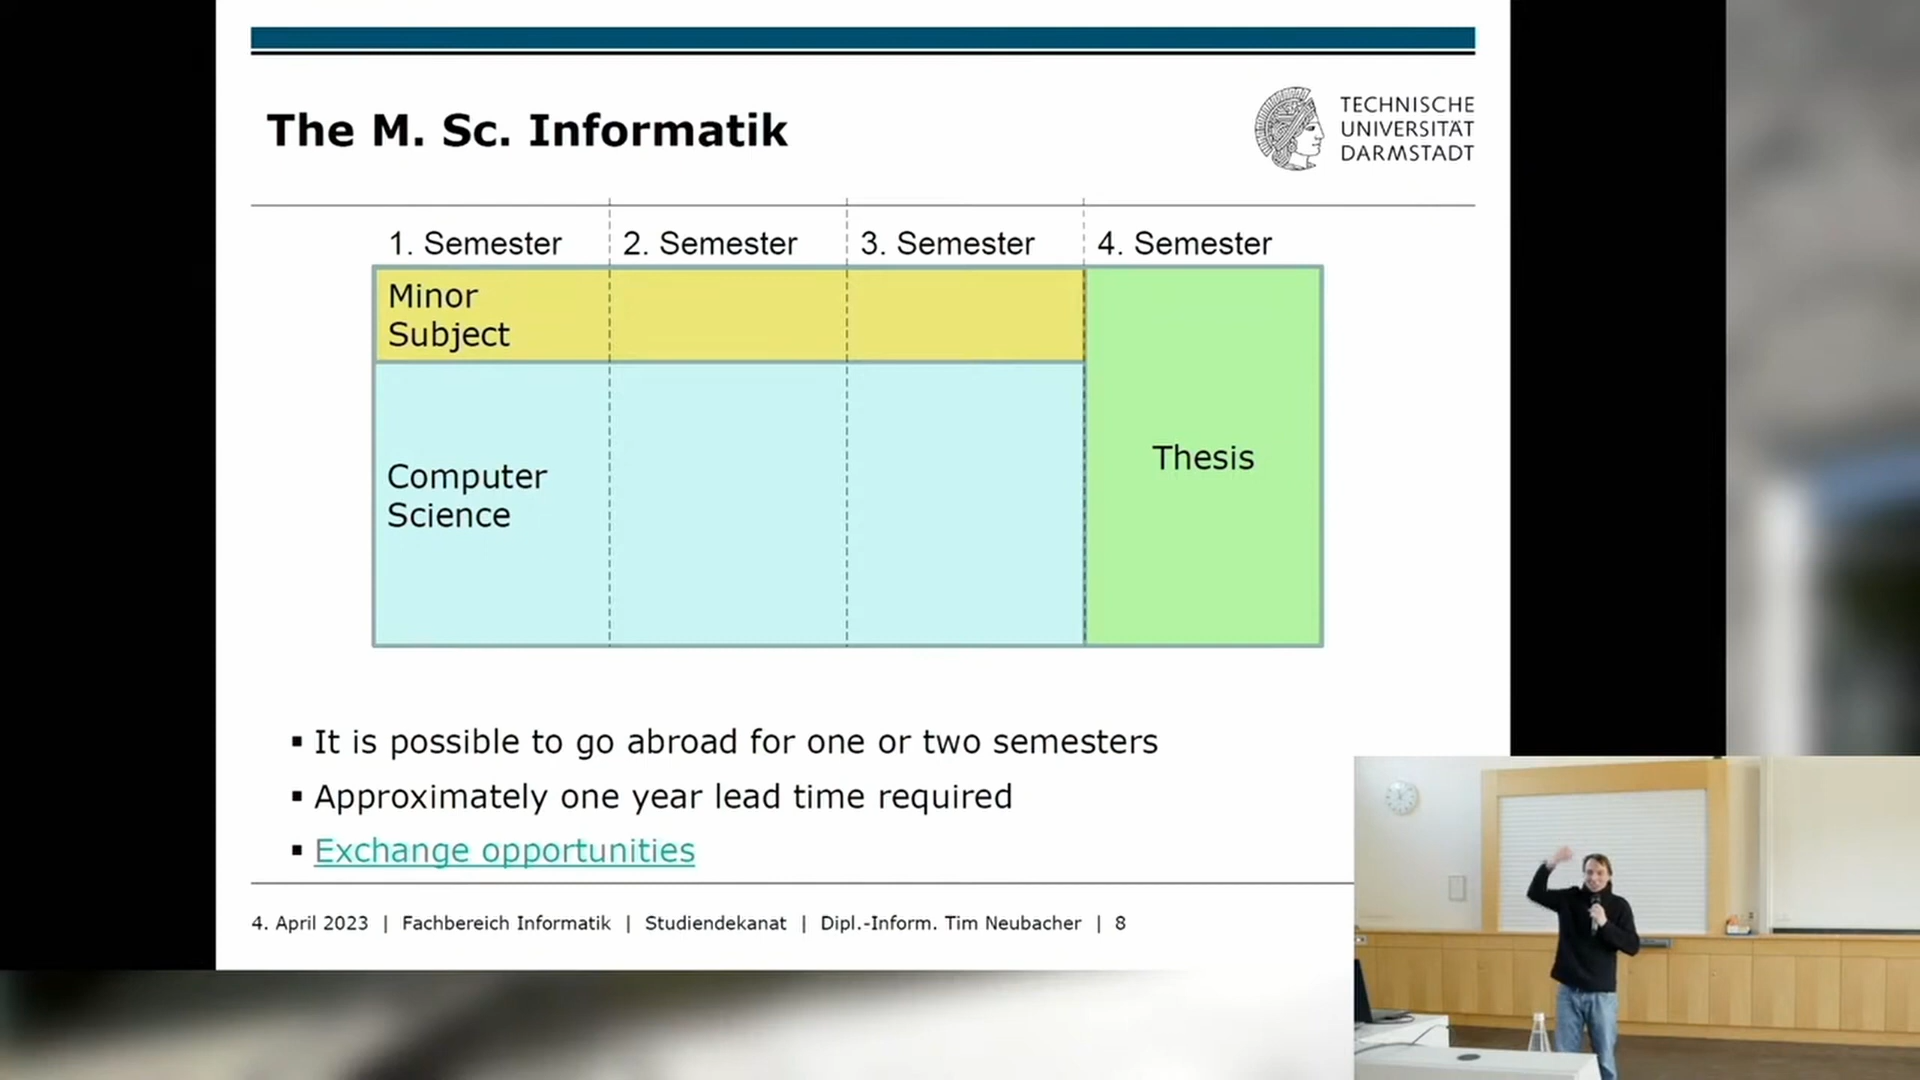 The M. Sc. Informatik
TECHNISCHE
UNIVERSITÄT
DARMSTADT
1. Semester
2. Semester
3. Semester
4. Semester
Minor
Subject
Computer
Science
Thesis
▪ It is possible to go abroad for one or two semesters
▪ Approximately one year lead time required
▪ Exchange opportunities
4. April 2023 | Fachbereich Informatik | Studiendekanat | Dipl.-Inform. Tim Neubacher | 8